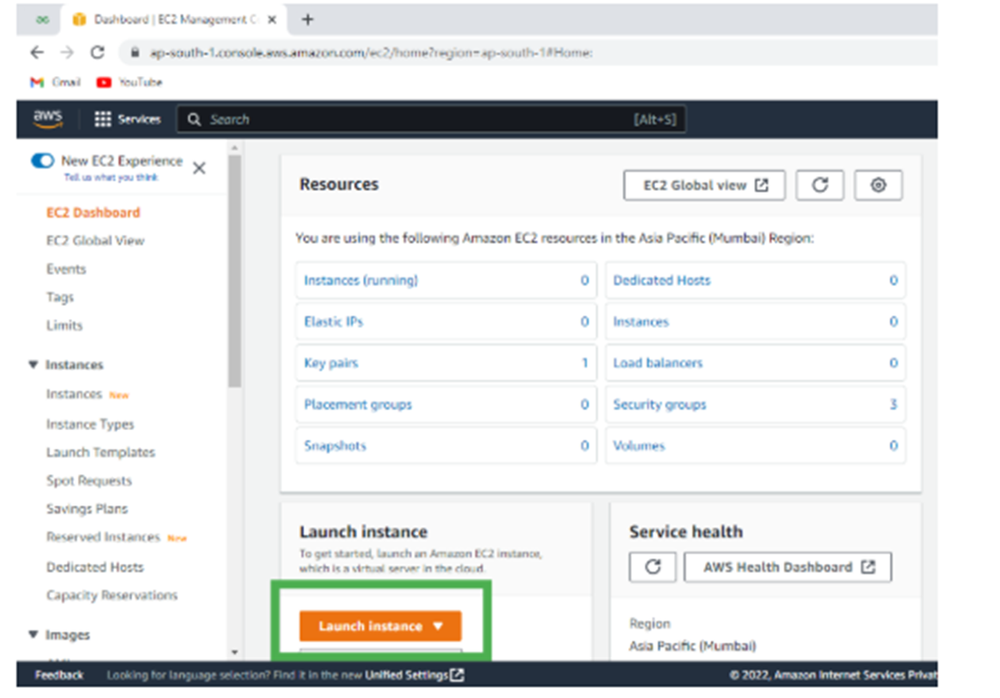 Dashboard | EC2 Management C
ap-south-1.console.aws.amazon.com/ec2/home?region=ap-south-1#Home:
Gmail YouTube
aws Services Search [Alt+S]
New EC2 Experience
Tell us what you think
EC2 Dashboard
EC2 Global View
Events
Tags
Limits
Instances
Instances New
Instance Types
Launch Templates
Spot Requests
Savings Plans
Reserved Instances New
Dedicated Hosts
Capacity Reservations
Images
Resources
EC2 Global view
You are using the following Amazon EC2 resources in the Asia Pacific (Mumbai) Region:
Instances (running) 0 Dedicated Hosts 0
Elastic IPs 0 Instances 0
Key pairs 1 Load balancers 0
Placement groups 0 Security groups 3
Snapshots 0 Volumes 0
Launch instance
To get started, launch an Amazon EC2 instance,
which is a virtual server in the cloud.
Launch instance
Service health
AWS Health Dashboard
Region
Asia Pacific (Mumbai)
Feedback Looking for language selection? Find it in the new Unified Settings © 2022, Amazon Internet Services Privat